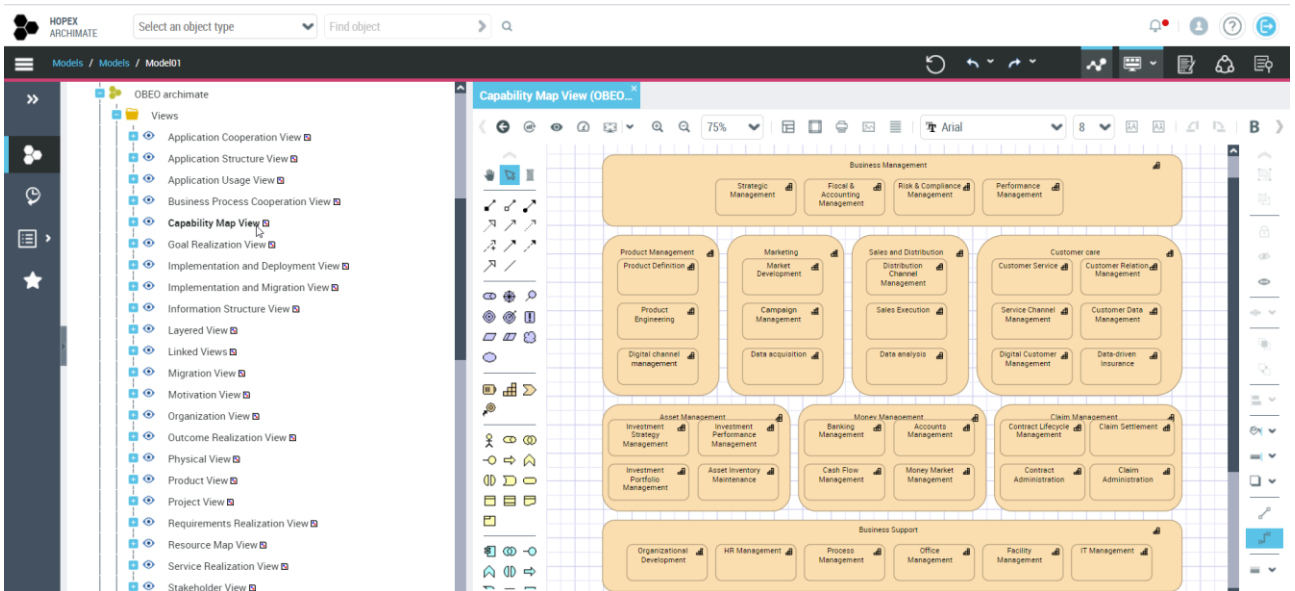 HOPEX
ARCHIMATE
Select an object type
Find object
Models / Models / Model01
OBEO archimate
Views
Application Cooperation View
Application Structure View
Application Usage View
Business Process Cooperation View
Capability Map View
Goal Realization View
Implementation and Deployment View
Implementation and Migration View
Information Structure View
Layered View
Linked Views
Migration View
Motivation View
Organization View
Outcome Realization View
Physical View
Product View
Project View
Requirements Realization View
Resource Map View
Service Realization View
Stakeholder View
Capability Map View (OBEO...
75%
Arial
8
B
Business Management
Strategic
Management
Fiscal &
Accounting
Management
Risk & Compliance
Management
Performance
Management
Product Management
Product Definition
Product
Engineering
Digital channel
management
Marketing
Market
Development
Campaign
Management
Data acquisition
Sales and Distribution
Distribution
Channel
Management
Sales Execution
Data analysis
Customer care
Customer Service
Customer Relation
Management
Service Channel
Management
Customer Data
Management
Digital Customer
Management
Data-driven
Insurance
Asset Management
Investment
Strategy
Management
Investment
Performance
Management
Investment
Portfolio
Management
Asset Inventory
Maintenance
Money Management
Banking
Management
Accounts
Management
Cash Flow
Management
Money Market
Management
Claim Management
Contract Lifecycle
Management
Claim Settlement
Contract
Administration
Claim
Administration
Business Support
Organizational
Development
HR Management
Process
Management
Office
Management
Facility
Management
IT Management